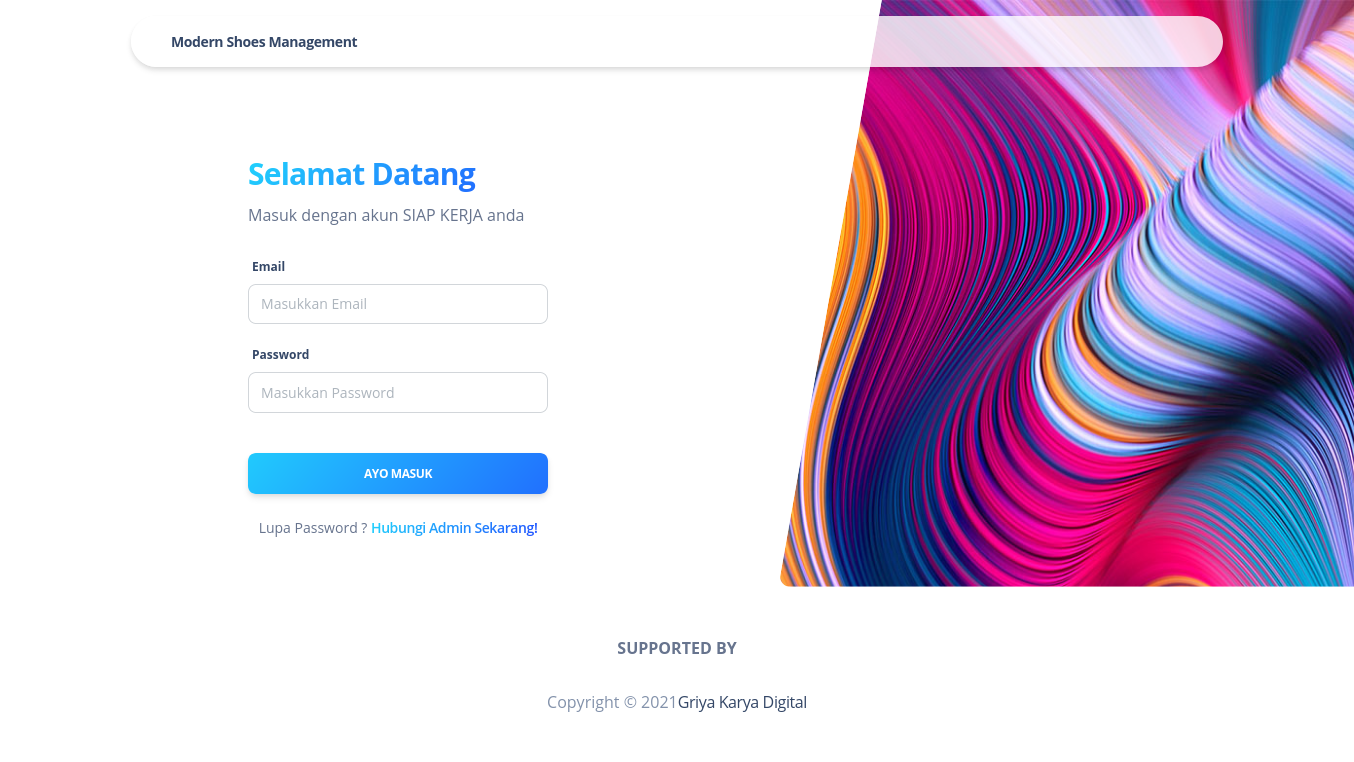 Modern Shoes Management
Selamat Datang
Masuk dengan akun SIAP KERJA anda
Email
Masukkan Email
Password
Masukkan Password
AYO MASUK
Lupa Password ? Hubungi Admin Sekarang!
SUPPORTED BY
Copyright © 2021Griya Karya Digital